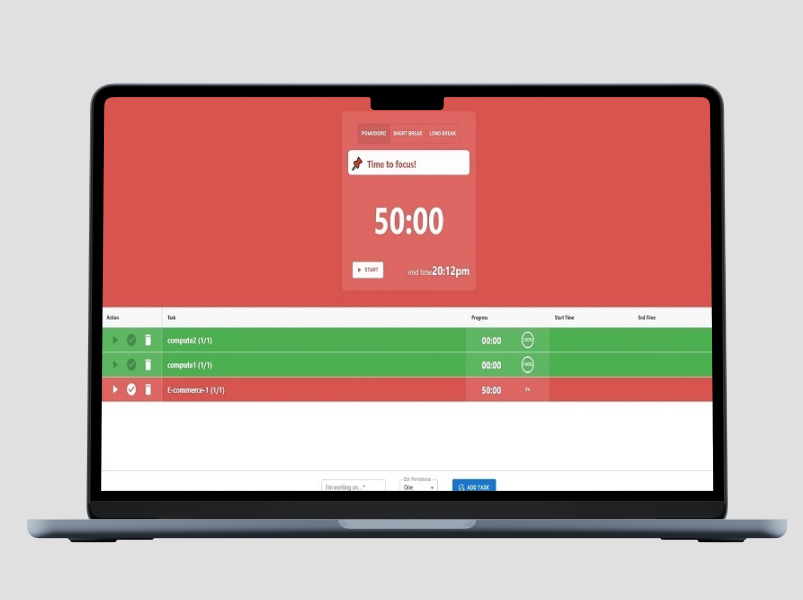 POMODORO SHORT BREAK LONG BREAK
Time to focus!
50:00
START end time20:12pm
Action Task Progress Start Time End Time
compute2 (1/1) 00:00 100%
compute1 (1/1) 00:00 100%
E-commerce-1 (1/1) 50:00 0%
Est. Pomodoros
I'm working on... * One ADD TASK